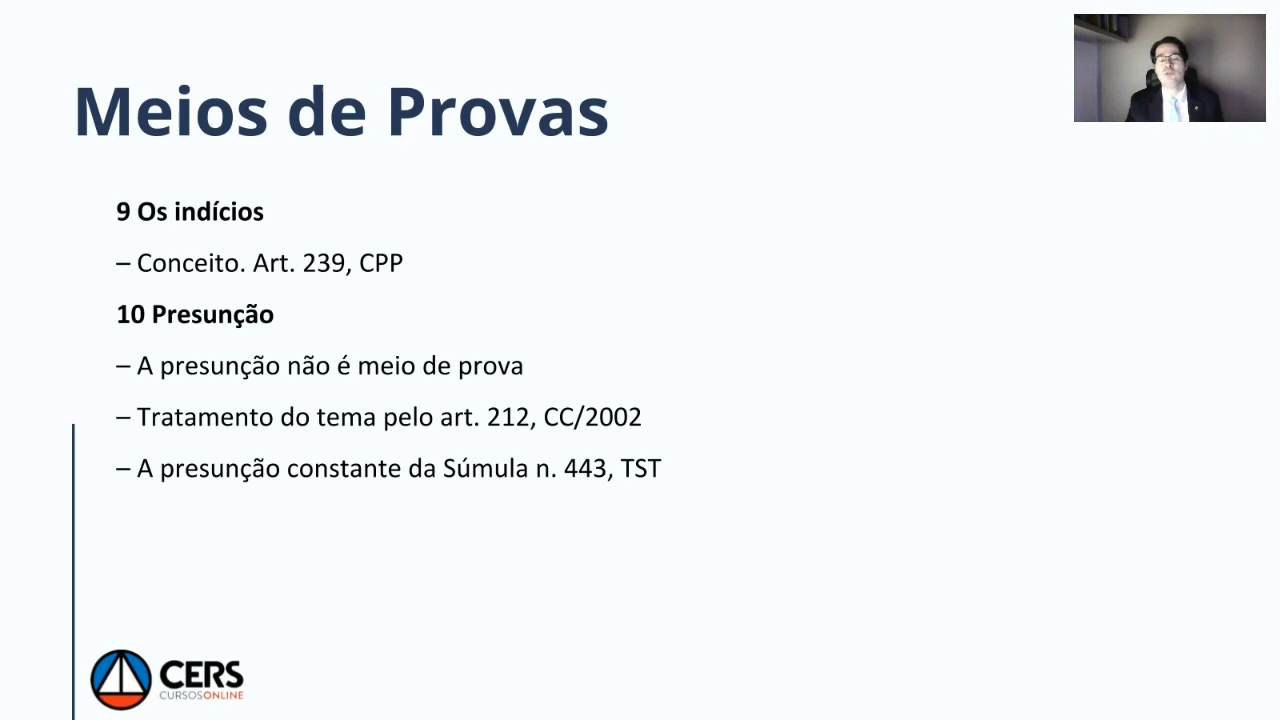 Meios de Provas
9 Os indícios
– Conceito. Art. 239, CPP
10 Presunção
– A presunção não é meio de prova
– Tratamento do tema pelo art. 212, CC/2002
– A presunção constante da Súmula n. 443, TST
CERS
CURSOSONLINE